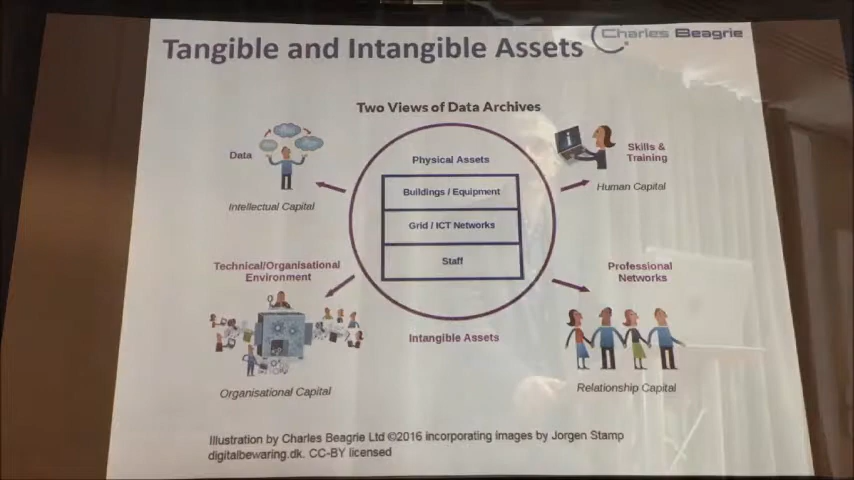 Tangible and Intangible Assets
Charles Beagrie
Two Views of Data Archives
Data
Intellectual Capital
Physical Assets
Buildings / Equipment
Grid / ICT Networks
Staff
Skills &
Training
Human Capital
Technical/Organisational
Environment
Organisational Capital
Intangible Assets
Professional
Networks
Relationship Capital
Illustration by Charles Beagrie Ltd ©2016 incorporating images by Jorgen Stamp
digitalbewaring.dk. CC-BY licensed